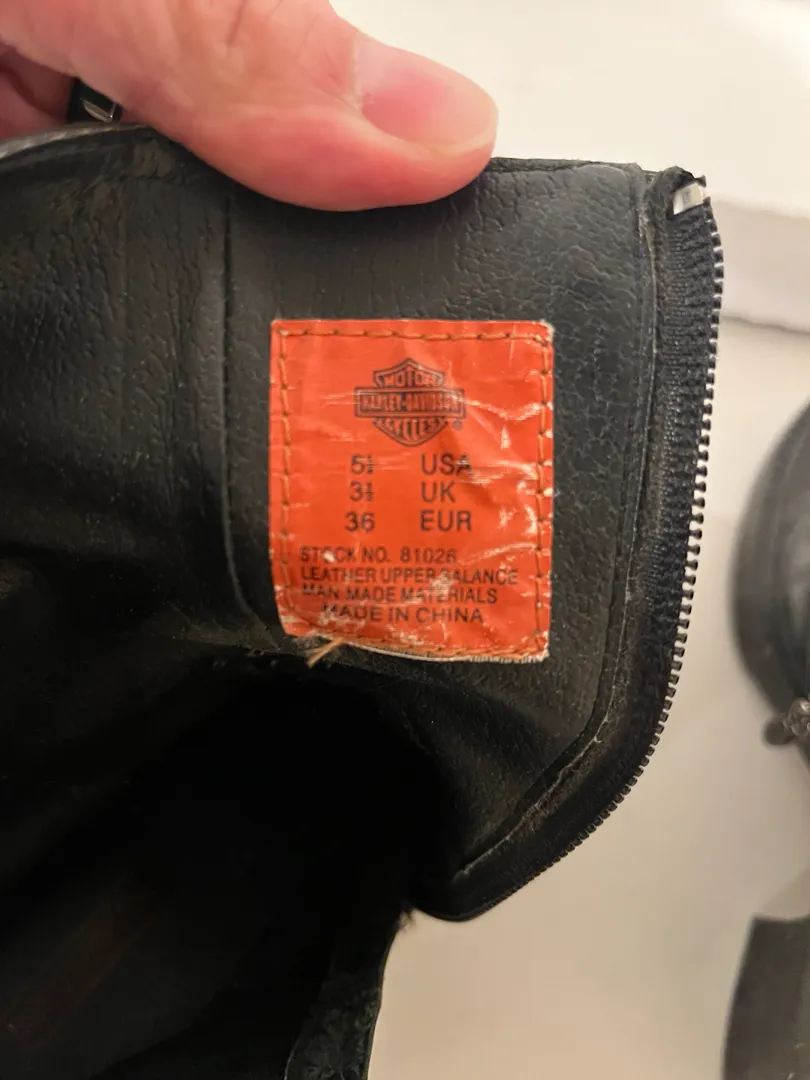 MOTOR
HARLEY-DAVIDSON
CYCLES
®
5½ USA
3½ UK
36 EUR
STOCK NO. 81026
LEATHER UPPER BALANCE
MAN MADE MATERIALS
MADE IN CHINA